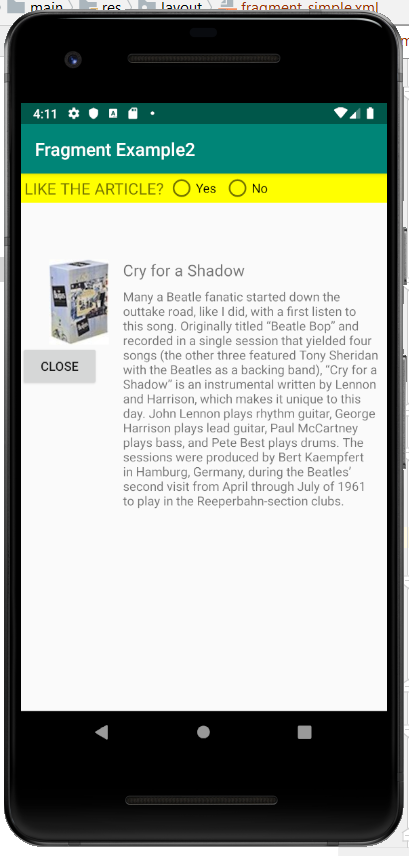 main res layout fragment_simple.xml
4:11
Fragment Example2
LIKE THE ARTICLE? Yes No
Cry for a Shadow
Many a Beatle fanatic started down the
outtake road, like I did, with a first listen to
this song. Originally titled “Beatle Bop” and
recorded in a single session that yielded four
songs (the other three featured Tony Sheridan
with the Beatles as a backing band), “Cry for a
Shadow” is an instrumental written by Lennon
and Harrison, which makes it unique to this
day. John Lennon plays rhythm guitar, George
Harrison plays lead guitar, Paul McCartney
plays bass, and Pete Best plays drums. The
sessions were produced by Bert Kaempfert
in Hamburg, Germany, during the Beatles’
second visit from April through July of 1961
to play in the Reeperbahn-section clubs.
CLOSE